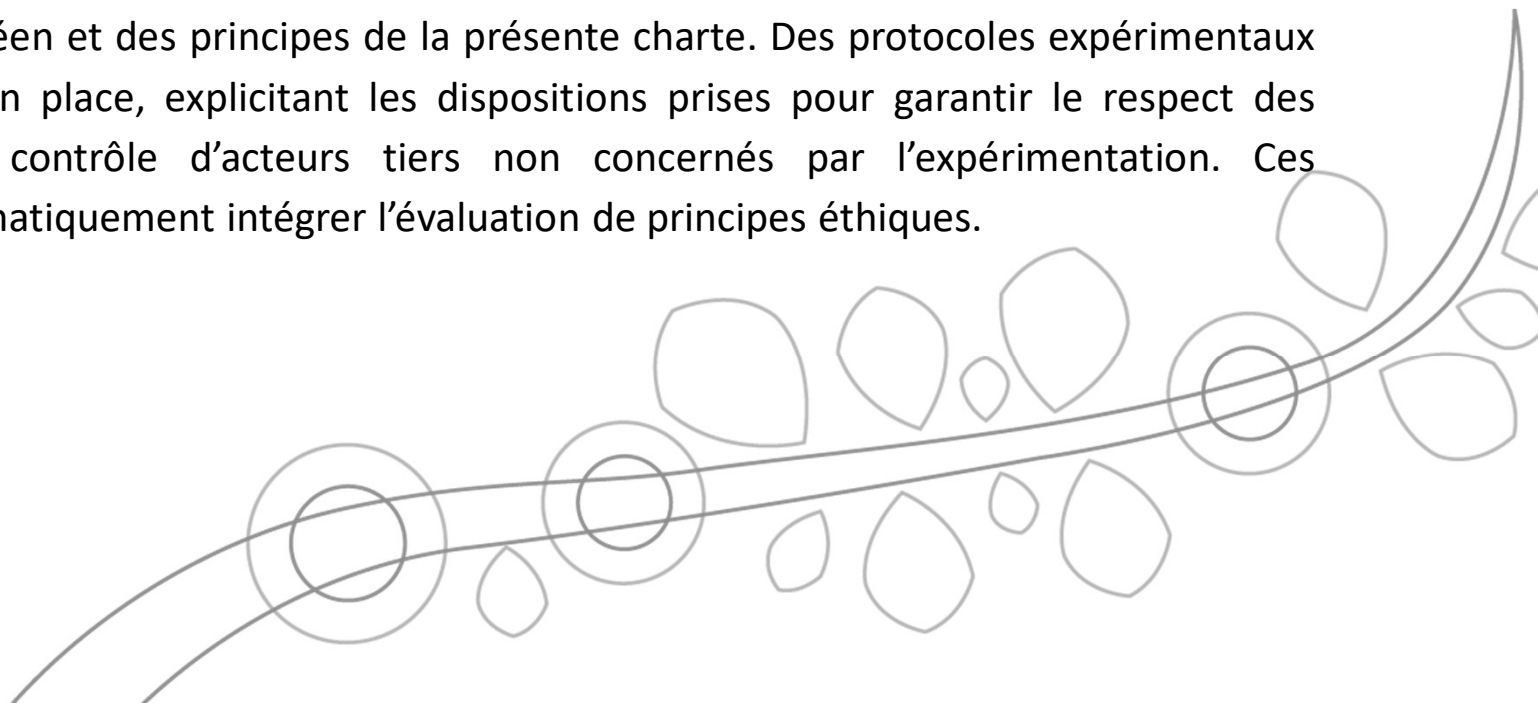 éen et des principes de la présente charte. Des protocoles expérimentaux
n place, explicitant les dispositions prises pour garantir le respect des
contrôle d’acteurs tiers non concernés par l’expérimentation. Ces
natiquement intégrer l’évaluation de principes éthiques.